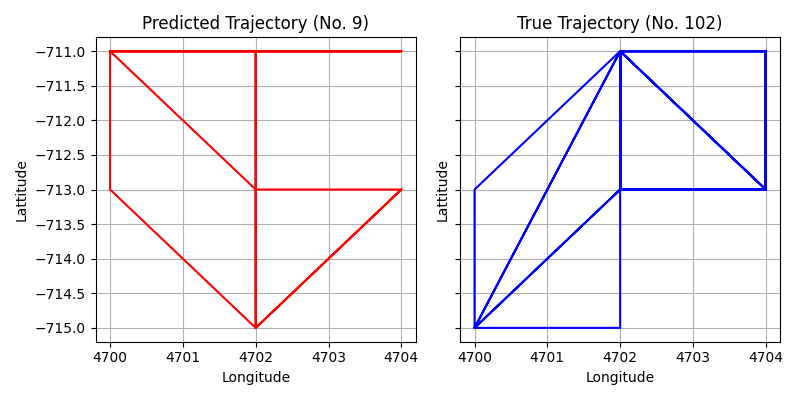 Predicted Trajectory (No. 9)
True Trajectory (No. 102)
Lattitude
−711.0
−711.5
−712.0
−712.5
−713.0
−713.5
−714.0
−714.5
−715.0
4700 4701 4702 4703 4704
Longitude
Lattitude
4700 4701 4702 4703 4704
Longitude